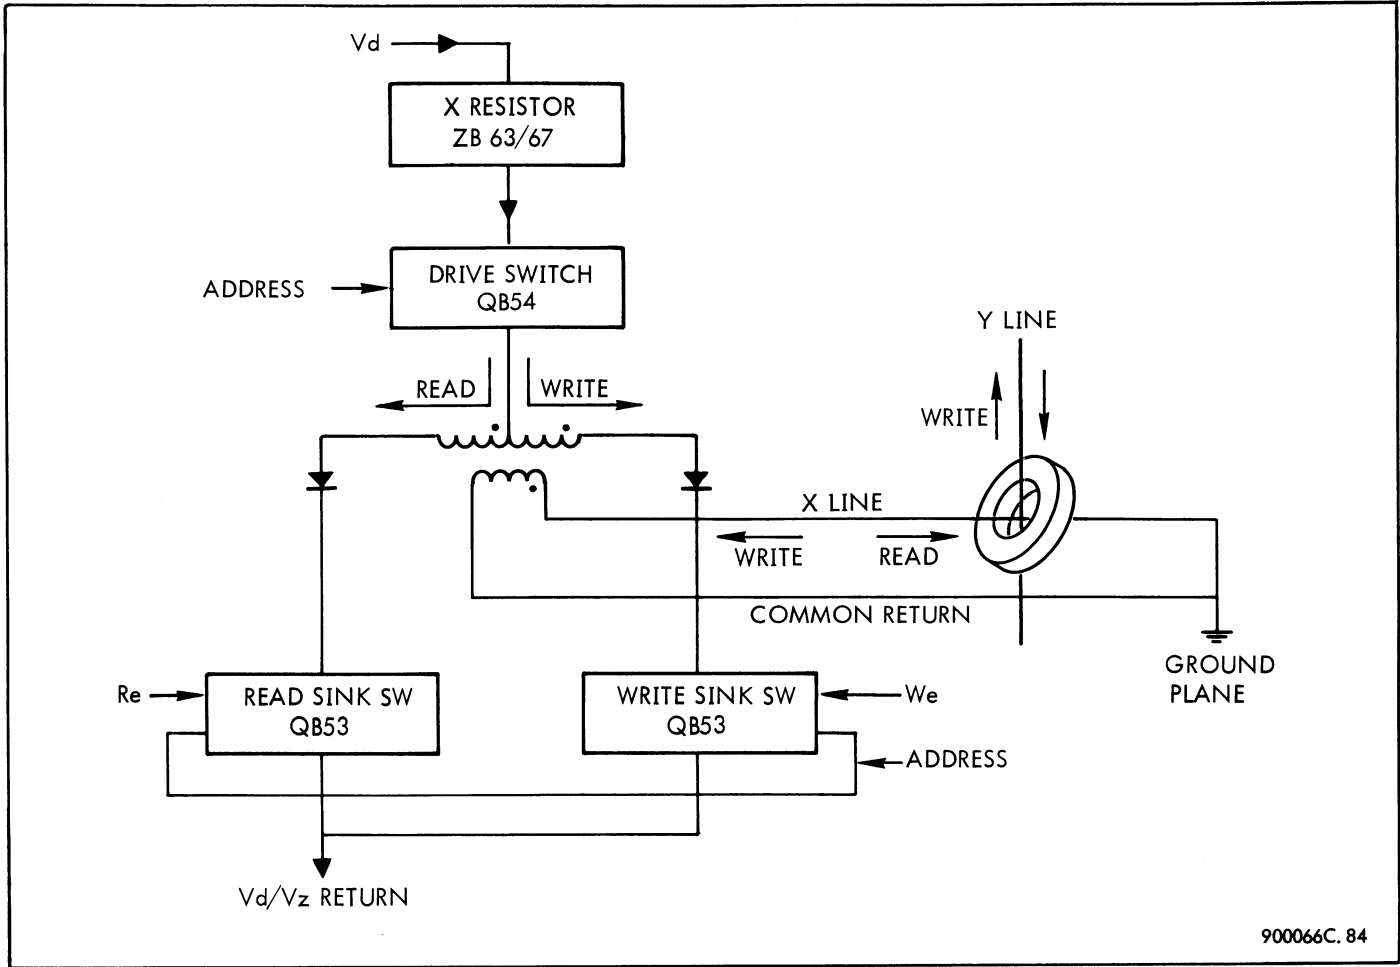 Vd
X RESISTOR
ZB 63/67
DRIVE SWITCH
QB54
ADDRESS
READ
WRITE
Y LINE
WRITE
X LINE
WRITE
READ
COMMON RETURN
GROUND
PLANE
Re
READ SINK SW
QB53
WRITE SINK SW
QB53
We
ADDRESS
Vd/Vz RETURN
900066C. 84